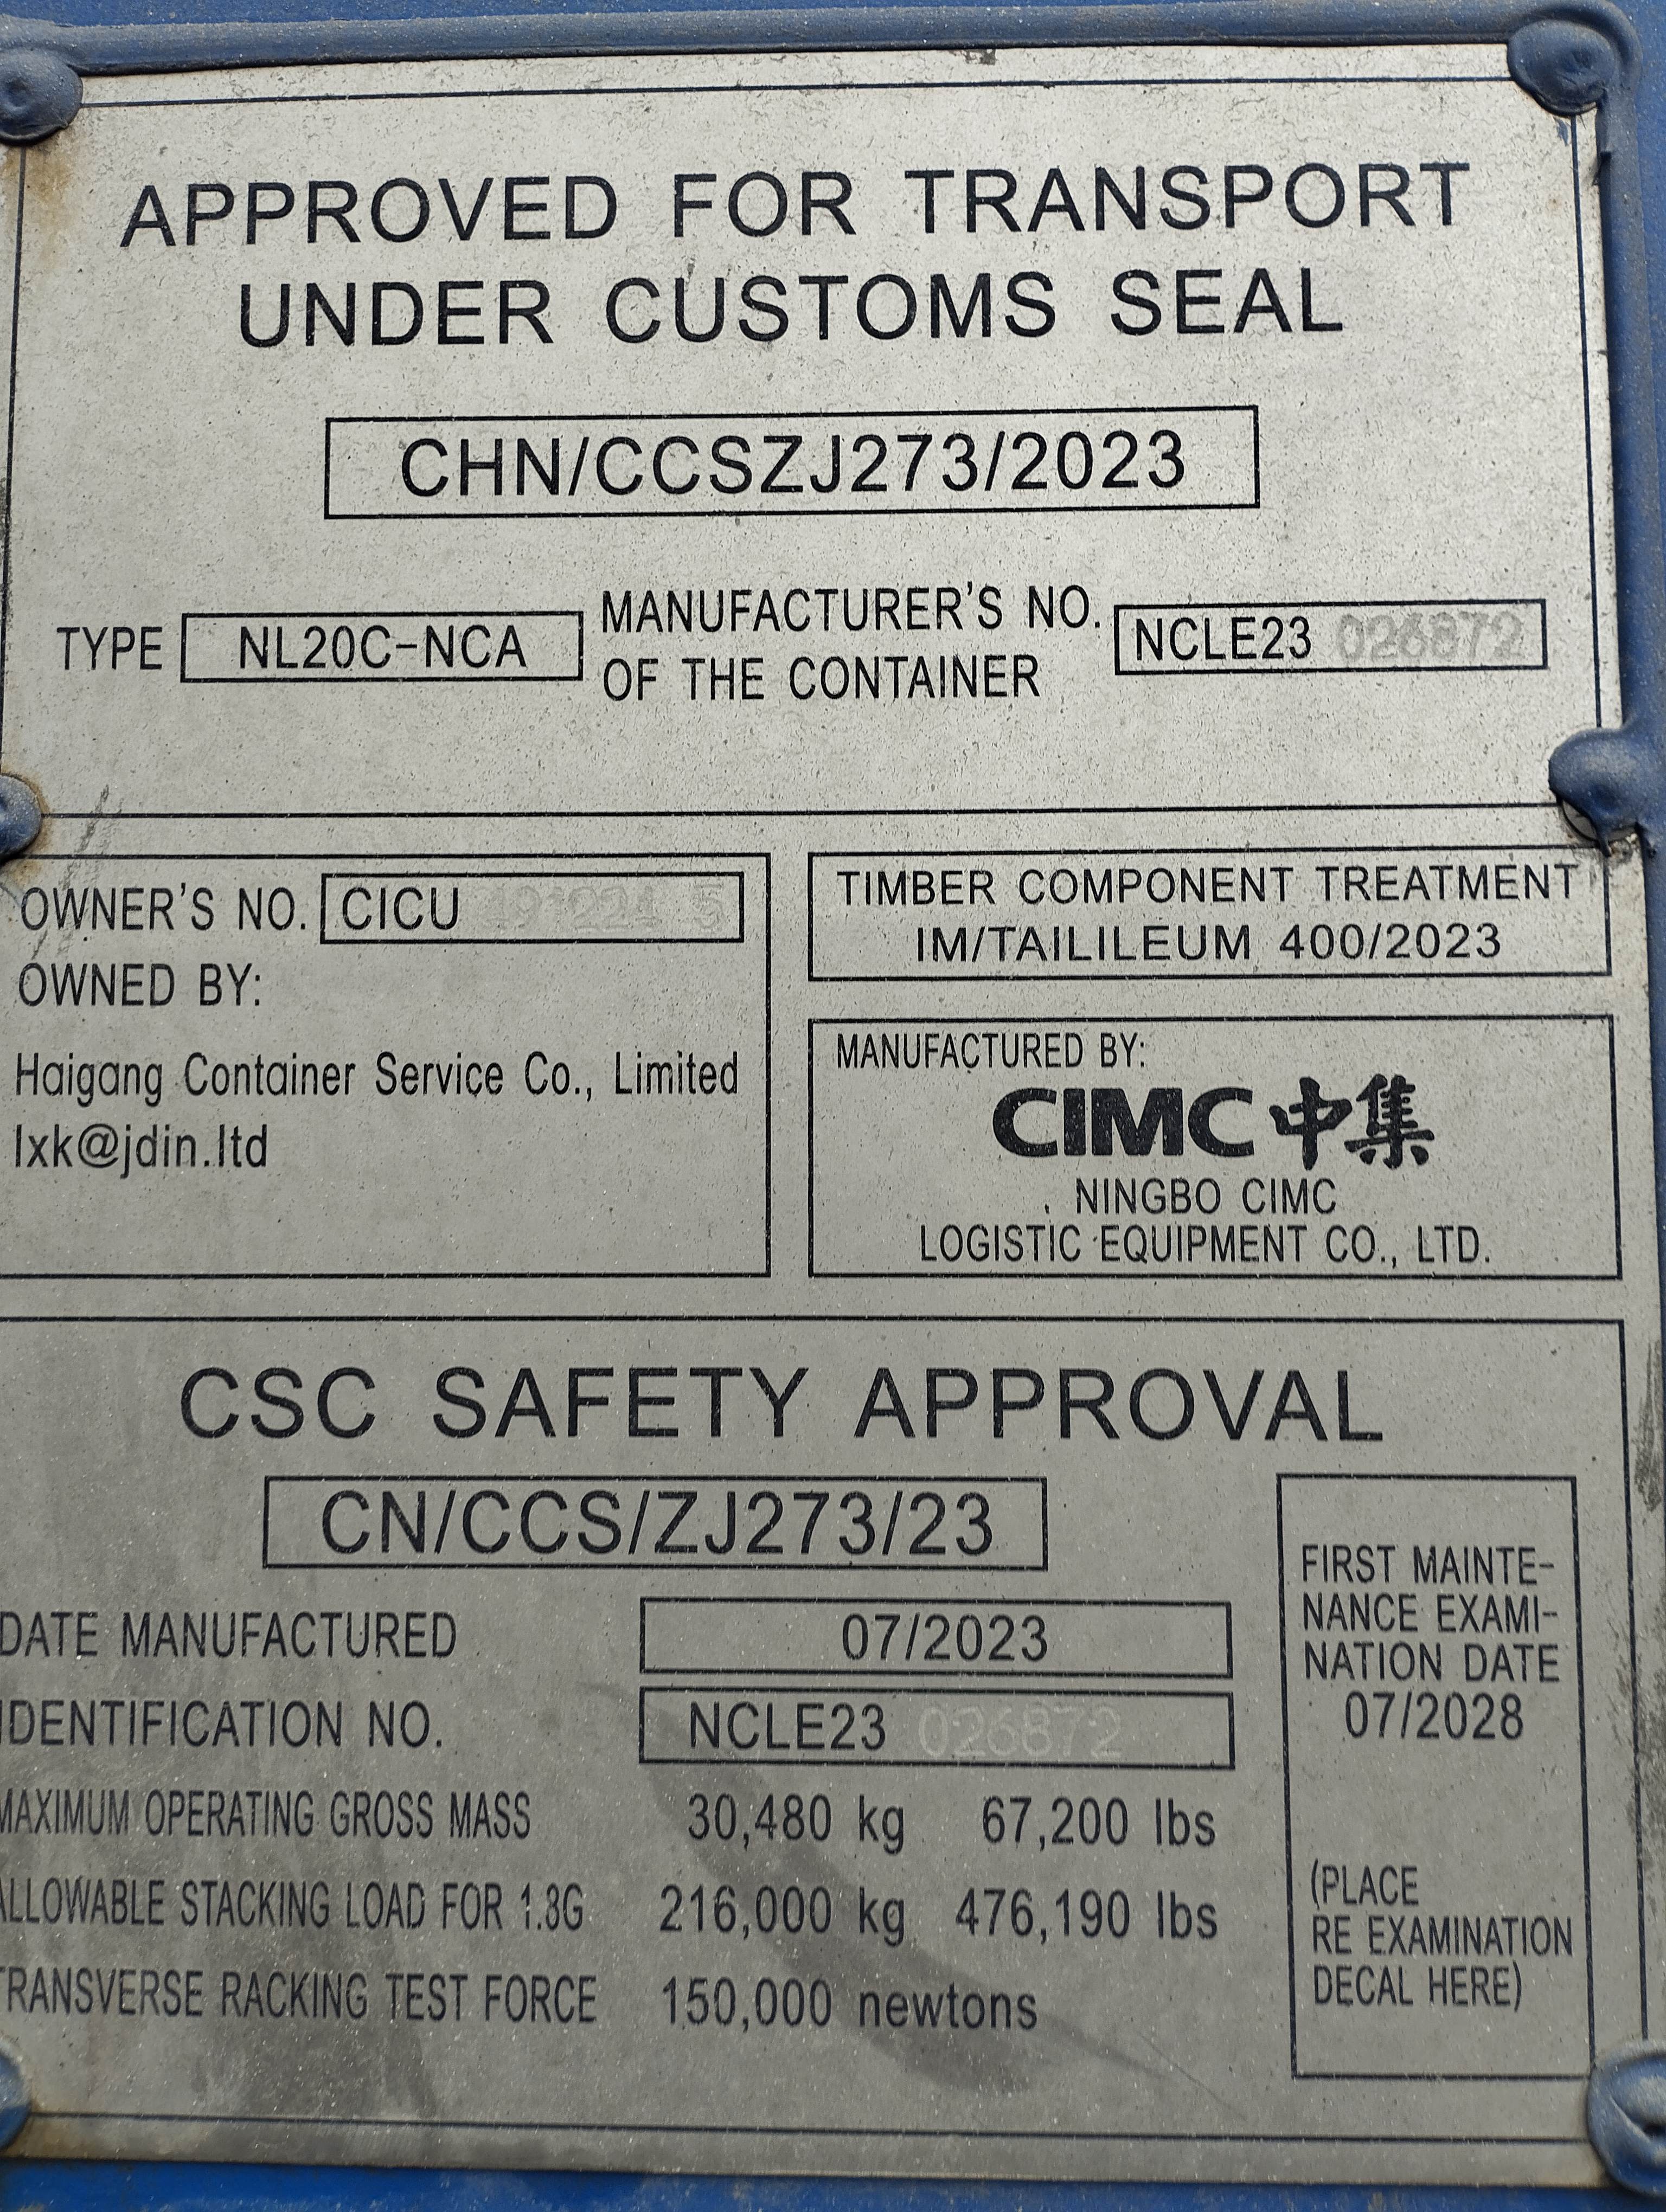 APPROVED FOR TRANSPORT
UNDER CUSTOMS SEAL
CHN/CCSZJ273/2023
TYPE NL20C-NCA MANUFACTURER'S NO. OF THE CONTAINER NCLE23 026872
OWNER'S NO. CICU
OWNED BY:
Haigang Container Service Co., Limited
lxk@jdin.ltd
TIMBER COMPONENT TREATMENT
IM/TAILILEUM 400/2023
MANUFACTURED BY:
CIMC 中集
NINGBO CIMC
LOGISTIC EQUIPMENT CO., LTD.
CSC SAFETY APPROVAL
CN/CCS/ZJ273/23
DATE MANUFACTURED 07/2023
IDENTIFICATION NO. NCLE23 026872
MAXIMUM OPERATING GROSS MASS 30,480 kg 67,200 lbs
ALLOWABLE STACKING LOAD FOR 1.8G 216,000 kg 476,190 lbs
TRANSVERSE RACKING TEST FORCE 150,000 newtons
FIRST MAINTE-
NANCE EXAMI-
NATION DATE
07/2028
(PLACE
RE EXAMINATION
DECAL HERE)